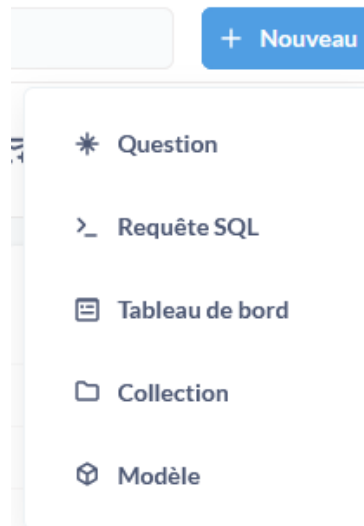 + Nouveau
Question
Requête SQL
Tableau de bord
Collection
Modèle